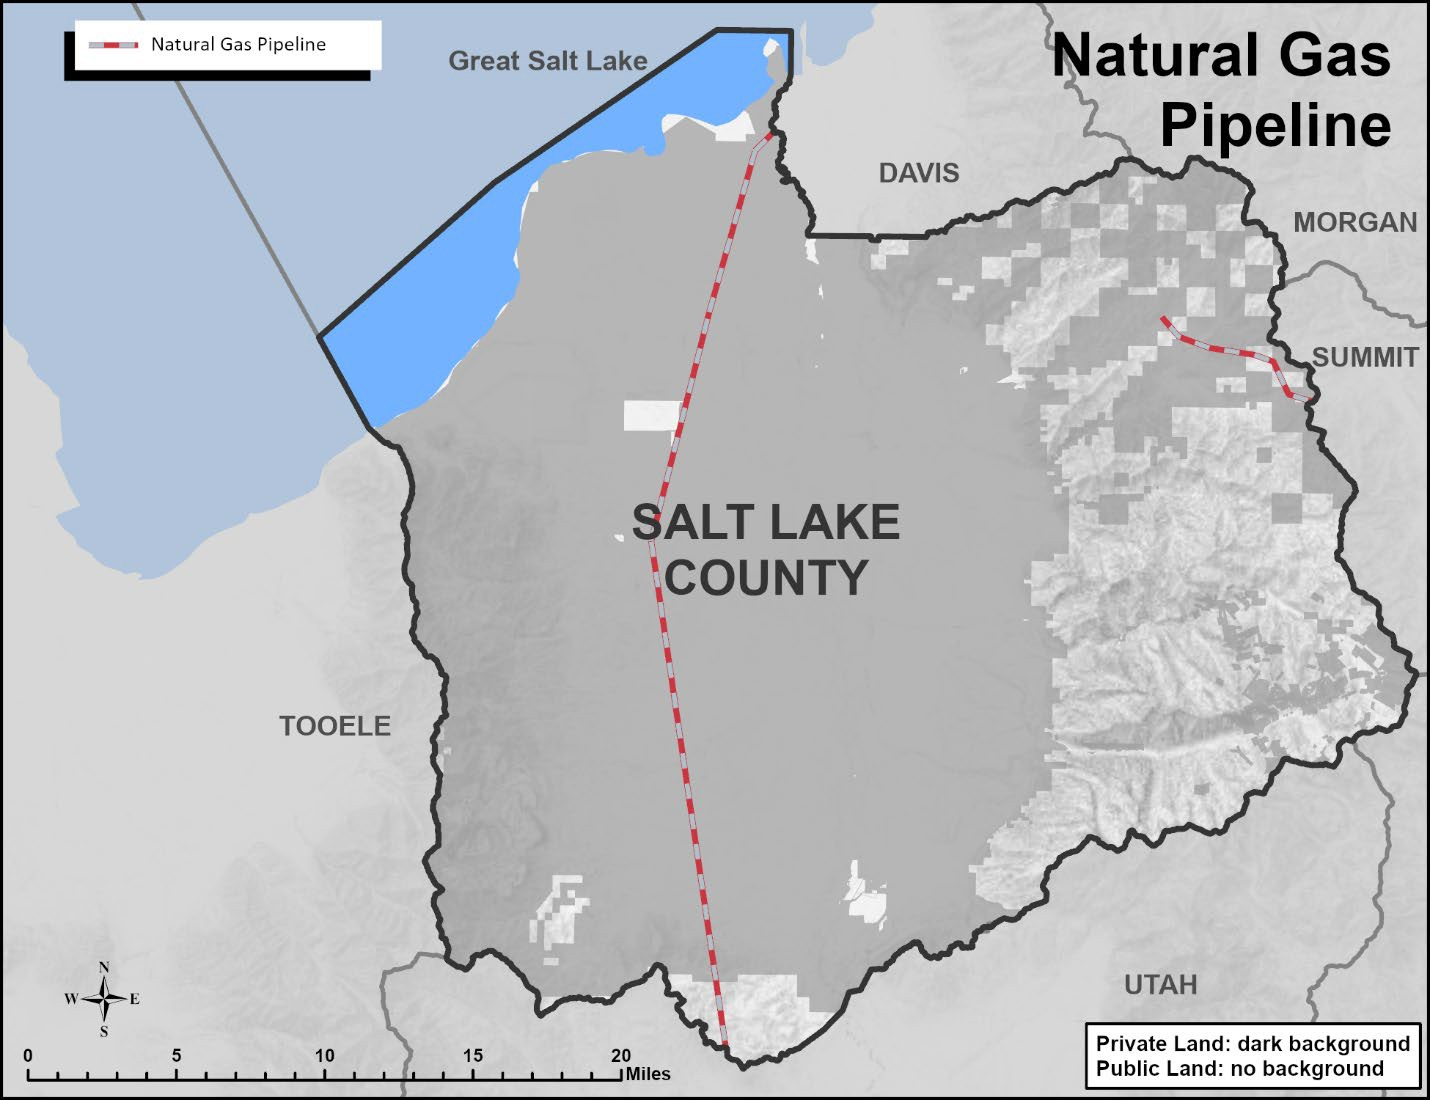 Natural Gas Pipeline
Great Salt Lake
Natural Gas
Pipeline
DAVIS
MORGAN
SUMMIT
SALT LAKE
COUNTY
TOOELE
UTAH
N
W E
S
0 5 10 15 20
Miles
Private Land: dark background
Public Land: no background